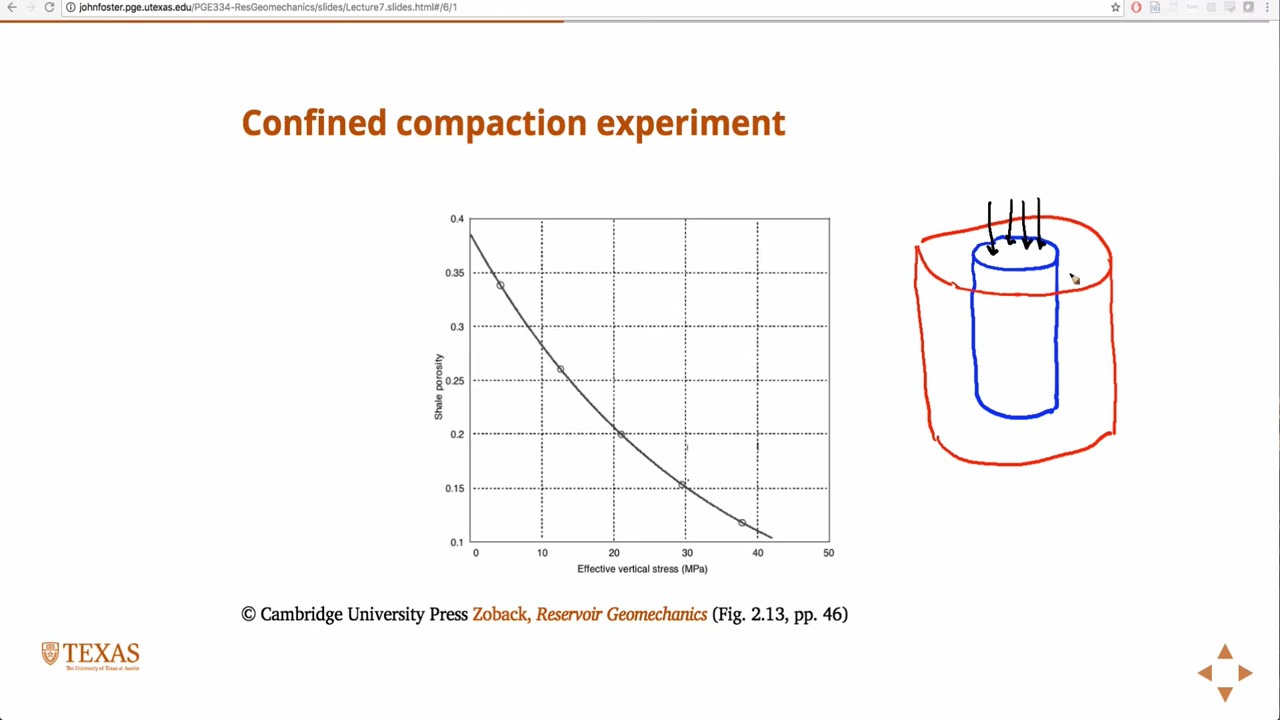 johnfoster.pge.utexas.edu/PGE334-ResGeomechanics/slides/Lecture7.slides.html#/6/1
Confined compaction experiment
0.4
0.35
0.3
0.25
0.2
0.15
0.1
Shale porosity
0 10 20 30 40 50
Effective vertical stress (MPa)
© Cambridge University Press Zoback, Reservoir Geomechanics (Fig. 2.13, pp. 46)
TEXAS
The University of Texas at Austin